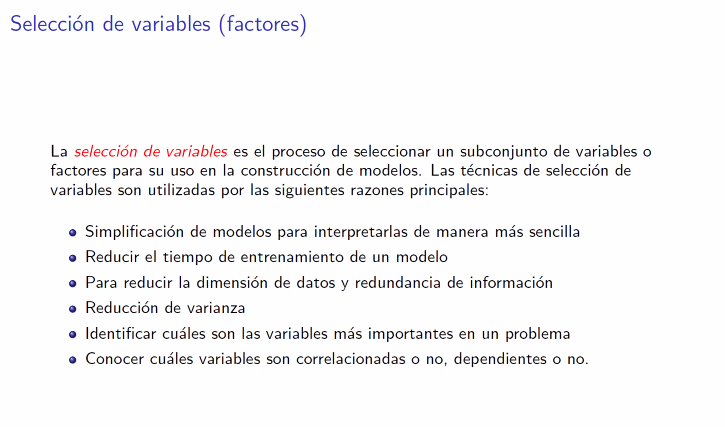 Selección de variables (factores)
La selección de variables es el proceso de seleccionar un subconjunto de variables o
factores para su uso en la construcción de modelos. Las técnicas de selección de
variables son utilizadas por las siguientes razones principales:
Simplificación de modelos para interpretarlas de manera más sencilla
Reducir el tiempo de entrenamiento de un modelo
Para reducir la dimensión de datos y redundancia de información
Reducción de varianza
Identificar cuáles son las variables más importantes en un problema
Conocer cuáles variables son correlacionadas o no, dependientes o no.